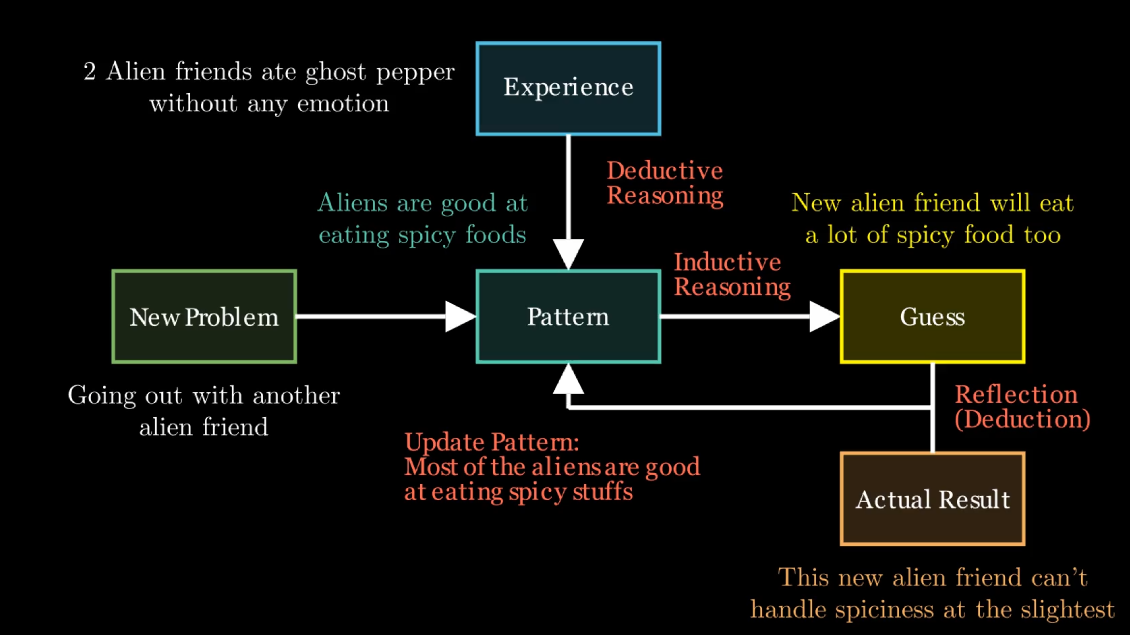 2 Alien friends ate ghost pepper
without any emotion
Experience
Deductive
Reasoning
Aliens are good at
eating spicy foods
New alien friend will eat
a lot of spicy food too
Inductive
Reasoning
New Problem
Pattern
Guess
Going out with another
alien friend
Reflection
(Deduction)
Update Pattern:
Most of the aliens are good
at eating spicy stuffs
Actual Result
This new alien friend can't
handle spiciness at the slightest